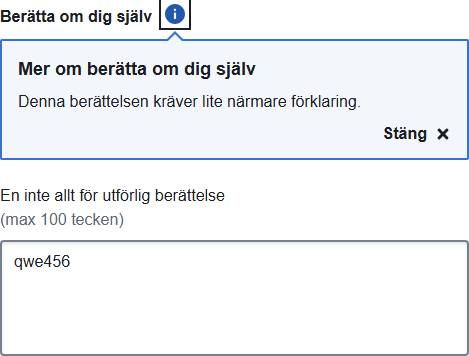 Berätta om dig själv
Mer om berätta om dig själv
Denna berättelsen kräver lite närmare förklaring.
Stäng
En inte allt för utförlig berättelse
(max 100 tecken)
qwe456